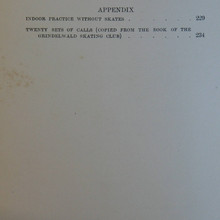 APPENDIX
INDOOR PRACTICE WITHOUT SKATES . . . . 229
TWENTY SETS OF CALLS (COPIED FROM THE BOOK OF THE
GRINDELWALD SKATING CLUB) . . . . . . 234